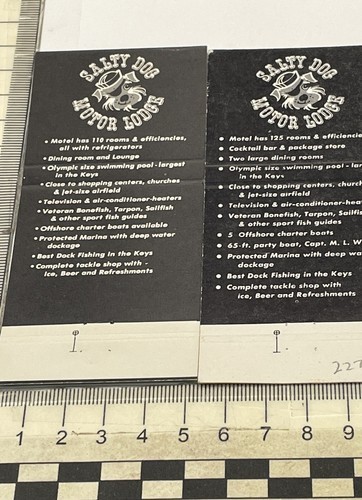 SALTY DOG
MOTOR LODGE
• Motel has 110 rooms & efficiencies,
all with refrigerators
• Dining room and Lounge
• Olympic size swimming pool - largest
in the Keys
• Close to shopping centers, churches
& jet-size airfield
• Television & air-conditioner-heaters
• Veteran Bonefish, Tarpon, Sailfish
& other sport fish guides
• Offshore charter boats available
• Protected Marina with deep water
dockage
• Best Dock Fishing in the Keys
• Complete tackle shop with -
ice, Beer and Refreshments
SALTY DOG
MOTOR LODGE
• Motel has 125 rooms & efficiencies
• Cocktail bar & package store
• Two large dining rooms
• Olympic size swimming pool - lar
in the Keys
• Close to shopping centers, churc
& jet-size airfield
• Television & air-conditioner-hea
• Veteran Bonefish, Tarpon, Sailfis
& other sport fish guides
• 5 Offshore charter boats
• 65-ft. party boat, Capt. M. L. W
• Protected Marina with deep wa
dockage
• Best Dock Fishing in the Keys
• Complete tackle shop with
ice, Beer and Refreshments
227
1 2 3 4 5 6 7 8 9